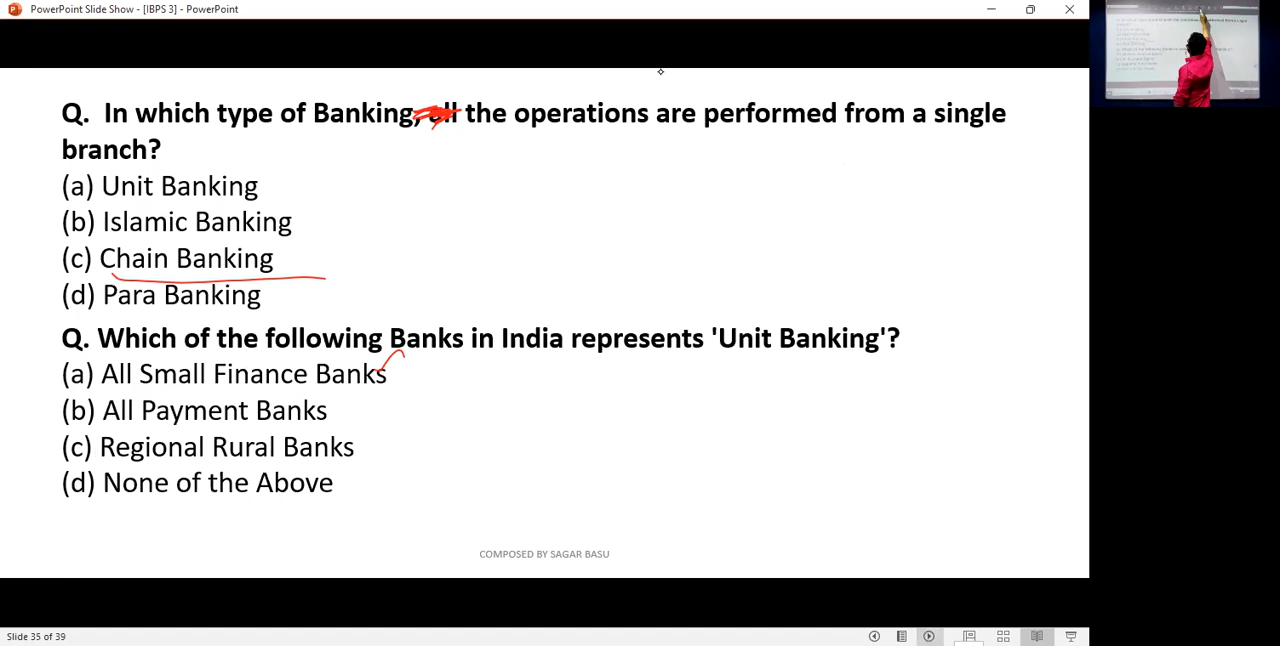 PowerPoint Slide Show - [IBPS 3] - PowerPoint
Q. In which type of Banking, all the operations are performed from a single
branch?
(a) Unit Banking
(b) Islamic Banking
(c) Chain Banking
(d) Para Banking
Q. Which of the following Banks in India represents 'Unit Banking'?
(a) All Small Finance Banks
(b) All Payment Banks
(c) Regional Rural Banks
(d) None of the Above
COMPOSED BY SAGAR BASU
Slide 35 of 39